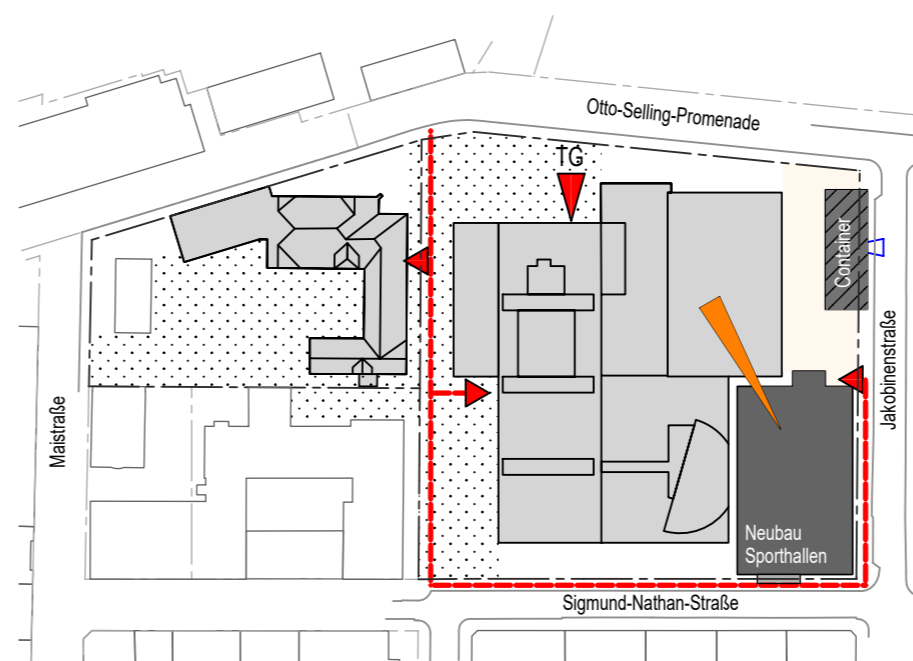 Otto-Selling-Promenade
TG
Container
Jakobinenstraße
Maistraße
Neubau
Sporthallen
Sigmund-Nathan-Straße